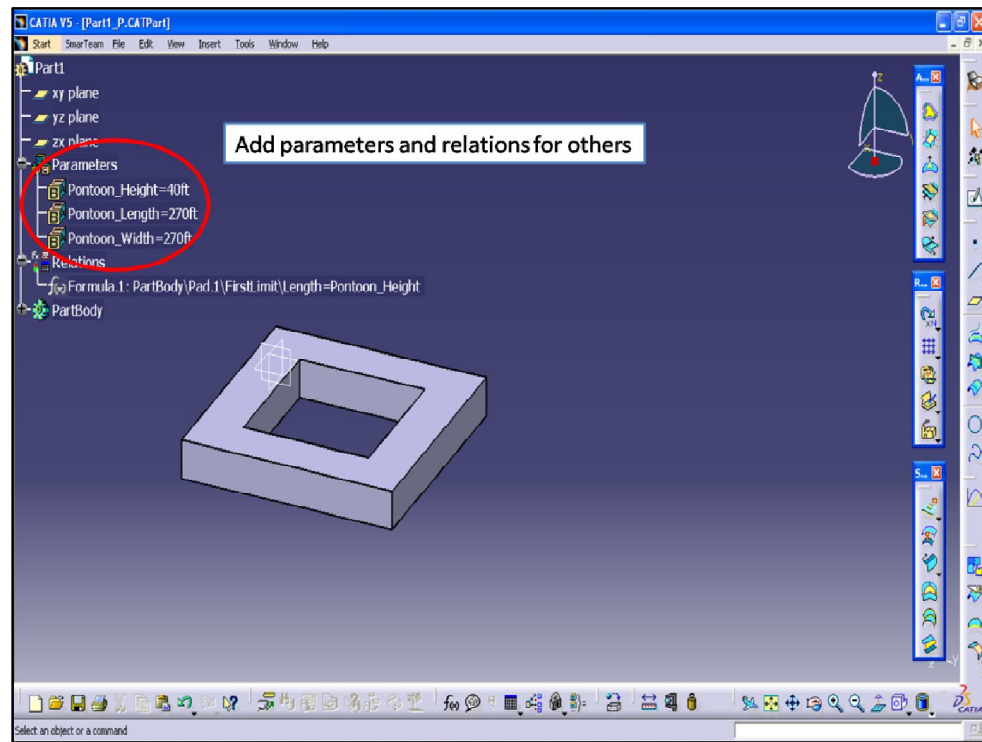 CATIA V5 - [Part1_P.CATPart]
Start SmarTeam File Edit View Insert Tools Window Help
Part1
xy plane
yz plane
zx plane
Add parameters and relations for others
Parameters
Pontoon_Height=40ft
Pontoon_Length=270ft
Pontoon_Width=270ft
Relations
Formula.1: PartBody\Pad.1\FirstLimit\Length=Pontoon_Height
PartBody
z
A...
R...
S...
f(x)
CATIA
Select an object or a command